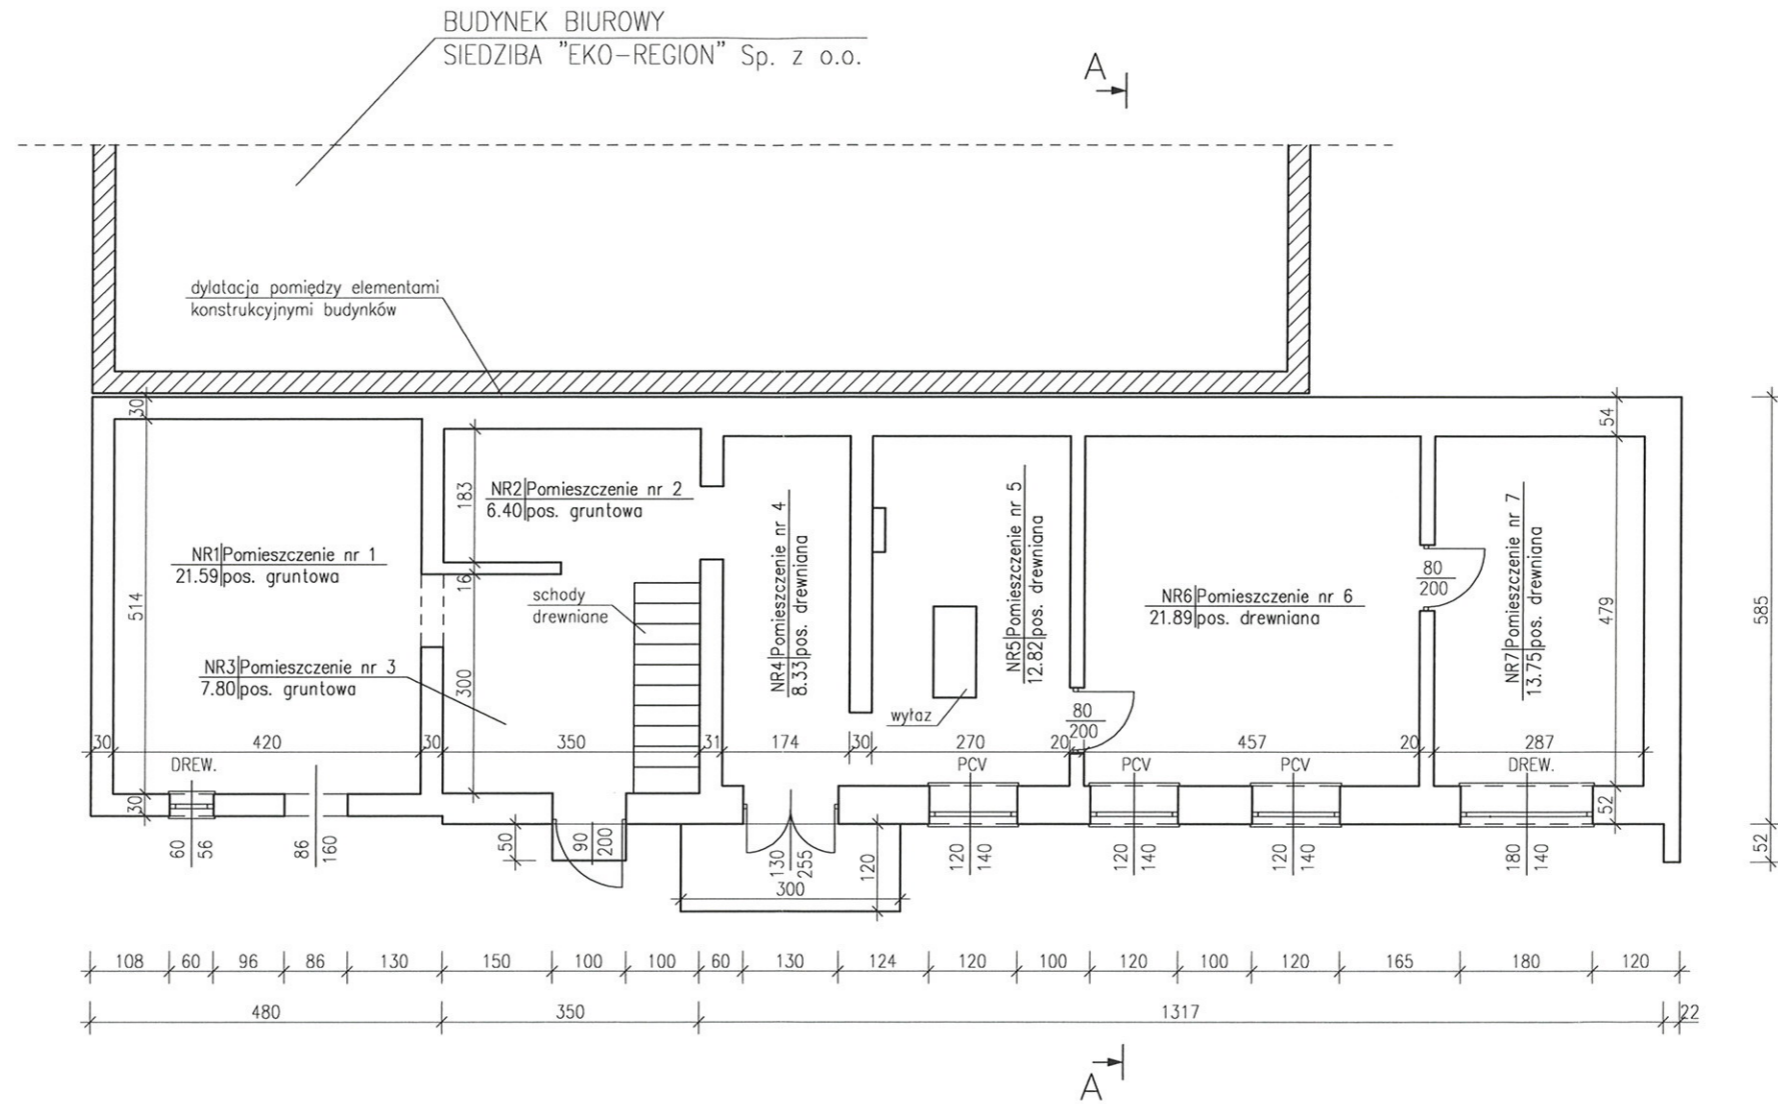 BUDYNEK BIUROWY
SIEDZIBA "EKO-REGION" Sp. z o.o.
A
dylatacja pomiędzy elementami
konstrukcyjnymi budynków
30
54
183
NR2 Pomieszczenie nr 2
6.40 pos. gruntowa
NR1 Pomieszczenie nr 1
21.59 pos. gruntowa
514
16
schody
drewniane
NR3 Pomieszczenie nr 3
7.80 pos. gruntowa
300
NR4 Pomieszczenie nr 4
8.33 pos. drewniana
NR5 Pomieszczenie nr 5
12.82 pos. drewniana
wyłaz
NR6 Pomieszczenie nr 6
21.89 pos. drewniana
80
200
80
200
NR7 Pomieszczenie nr 7
13.75 pos. drewniana
479
585
30 420 30 350 31 174 30 270 20 457 20 287
DREW. PCV PCV PCV DREW.
30
52
52
60
56
86
160
50
90
200
130
255
120
300
120
140
120
140
120
140
180
140
108 60 96 86 130 150 100 100 60 130 124 120 100 120 100 120 165 180 120
480 350 1317 22
A